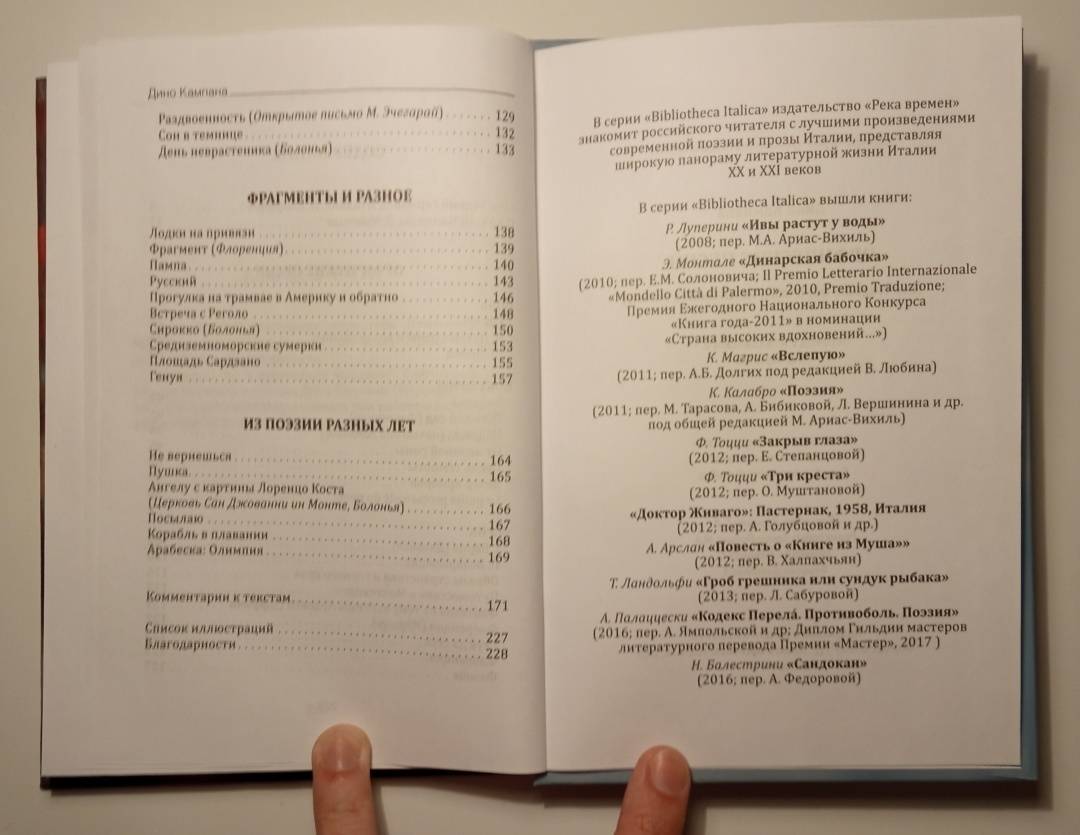 Дино Кампана
Раздвоенность (Открытое письмо М. Эчегарай) 129
Сон в темнице 132
День неврастеника (Болонья) 133
ФРАГМЕНТЫ И РАЗНОЕ
Лодки на привязи 138
Фрагмент (Флоренция) 139
Пампа 140
Русский 143
Прогулка на трамвае в Америку и обратно 146
Встреча с Реголо 148
Сирокко (Болонья) 150
Средиземноморские сумерки 153
Площадь Сардзано 155
Генуя 157
ИЗ ПОЭЗИИ РАЗНЫХ ЛЕТ
Не вернешься 164
Пушка 165
Ангелу с картины Лоренцо Коста
(Церковь Сан Джованни ин Монте, Болонья) 166
Посылаю 167
Корабль в плавании 168
Арабеска: Олимпия 169
Комментарии к текстам 171
Список иллюстраций 227
Благодарности 228
В серии «Bibliotheca Italica» издательство «Река времен»
знакомит российского читателя с лучшими произведениями
современной поэзии и прозы Италии, представляя
широкую панораму литературной жизни Италии
XX и XXI веков
В серии «Bibliotheca Italica» вышли книги:
Р. Луперини «Ивы растут у воды»
(2008; пер. М.А. Ариас-Вихиль)
Э. Монтале «Динарская бабочка»
(2010; пер. Е.М. Солоновича; Il Premio Letterario Internazionale
«Mondello Città di Palermo», 2010, Premio Traduzione;
Премия Ежегодного Национального Конкурса
«Книга года-2011» в номинации
«Страна высоких вдохновений...»)
К. Магрис «Вслепую»
(2011; пер. А.Б. Долгих под редакцией В. Любина)
К. Калабро «Поэзия»
(2011; пер. М. Тарасова, А. Бибиковой, Л. Вершинина и др.
под общей редакцией М. Ариас-Вихиль)
Ф. Тоцци «Закрыв глаза»
(2012; пер. Е. Степанцовой)
Ф. Тоцци «Три креста»
(2012; пер. О. Муштановой)
«Доктор Живаго»: Пастернак, 1958, Италия
(2012; пер. А. Голубцовой и др.)
А. Арслан «Повесть о «Книге из Муша»»
(2012; пер. В. Халпахчьян)
Т. Ландольфи «Гроб грешника или сундук рыбака»
(2013; пер. Л. Сабуровой)
А. Палаццески «Кодекс Перелá. Противоболь. Поэзия»
(2016; пер. А. Ямпольской и др; Диплом Гильдии мастеров
литературного перевода Премии «Мастер», 2017 )
Н. Балестрини «Сандокан»
(2016; пер. А. Федоровой)